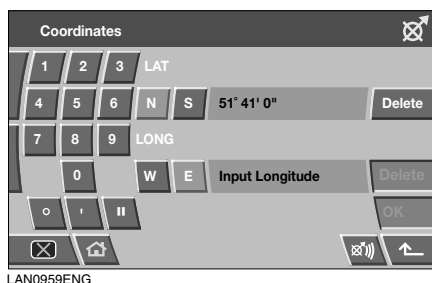 Coordinates
1 2 3 LAT
4 5 6 N S 51° 41' 0" Delete
7 8 9 LONG
0 W E Input Longitude Delete
° ' "
OK
LAN0959ENG